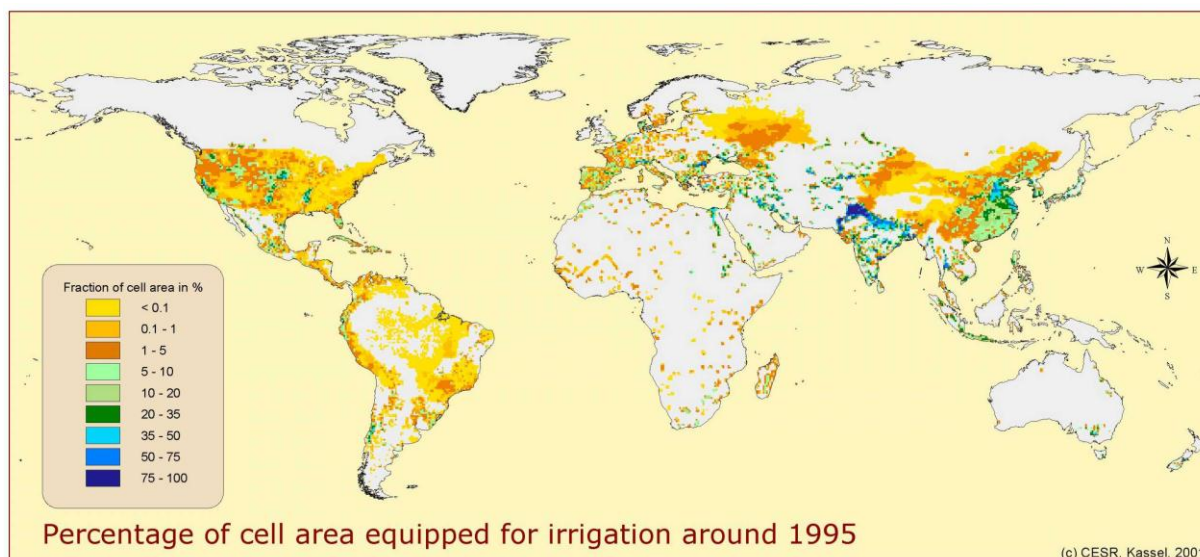 N
W E
S
Fraction of cell area in %
< 0.1
0.1 - 1
1 - 5
5 - 10
10 - 20
20 - 35
35 - 50
50 - 75
75 - 100
Percentage of cell area equipped for irrigation around 1995
(c) CESR, Kassel, 200